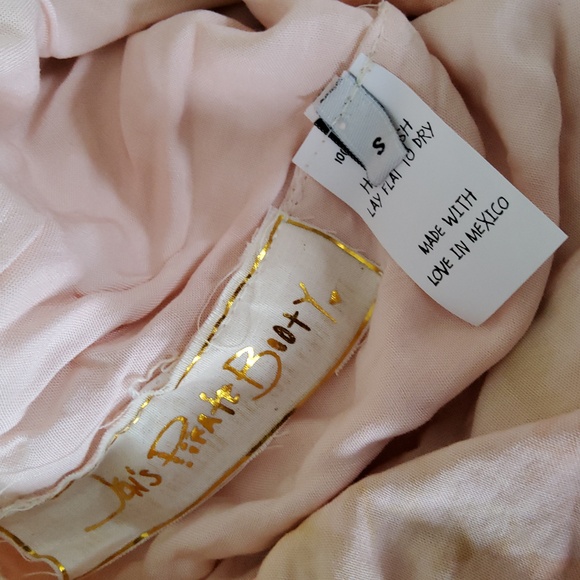 S
LAY FLAT TO DRY
MADE WITH
LOVE IN MEXICO
Jen's Pirate Booty